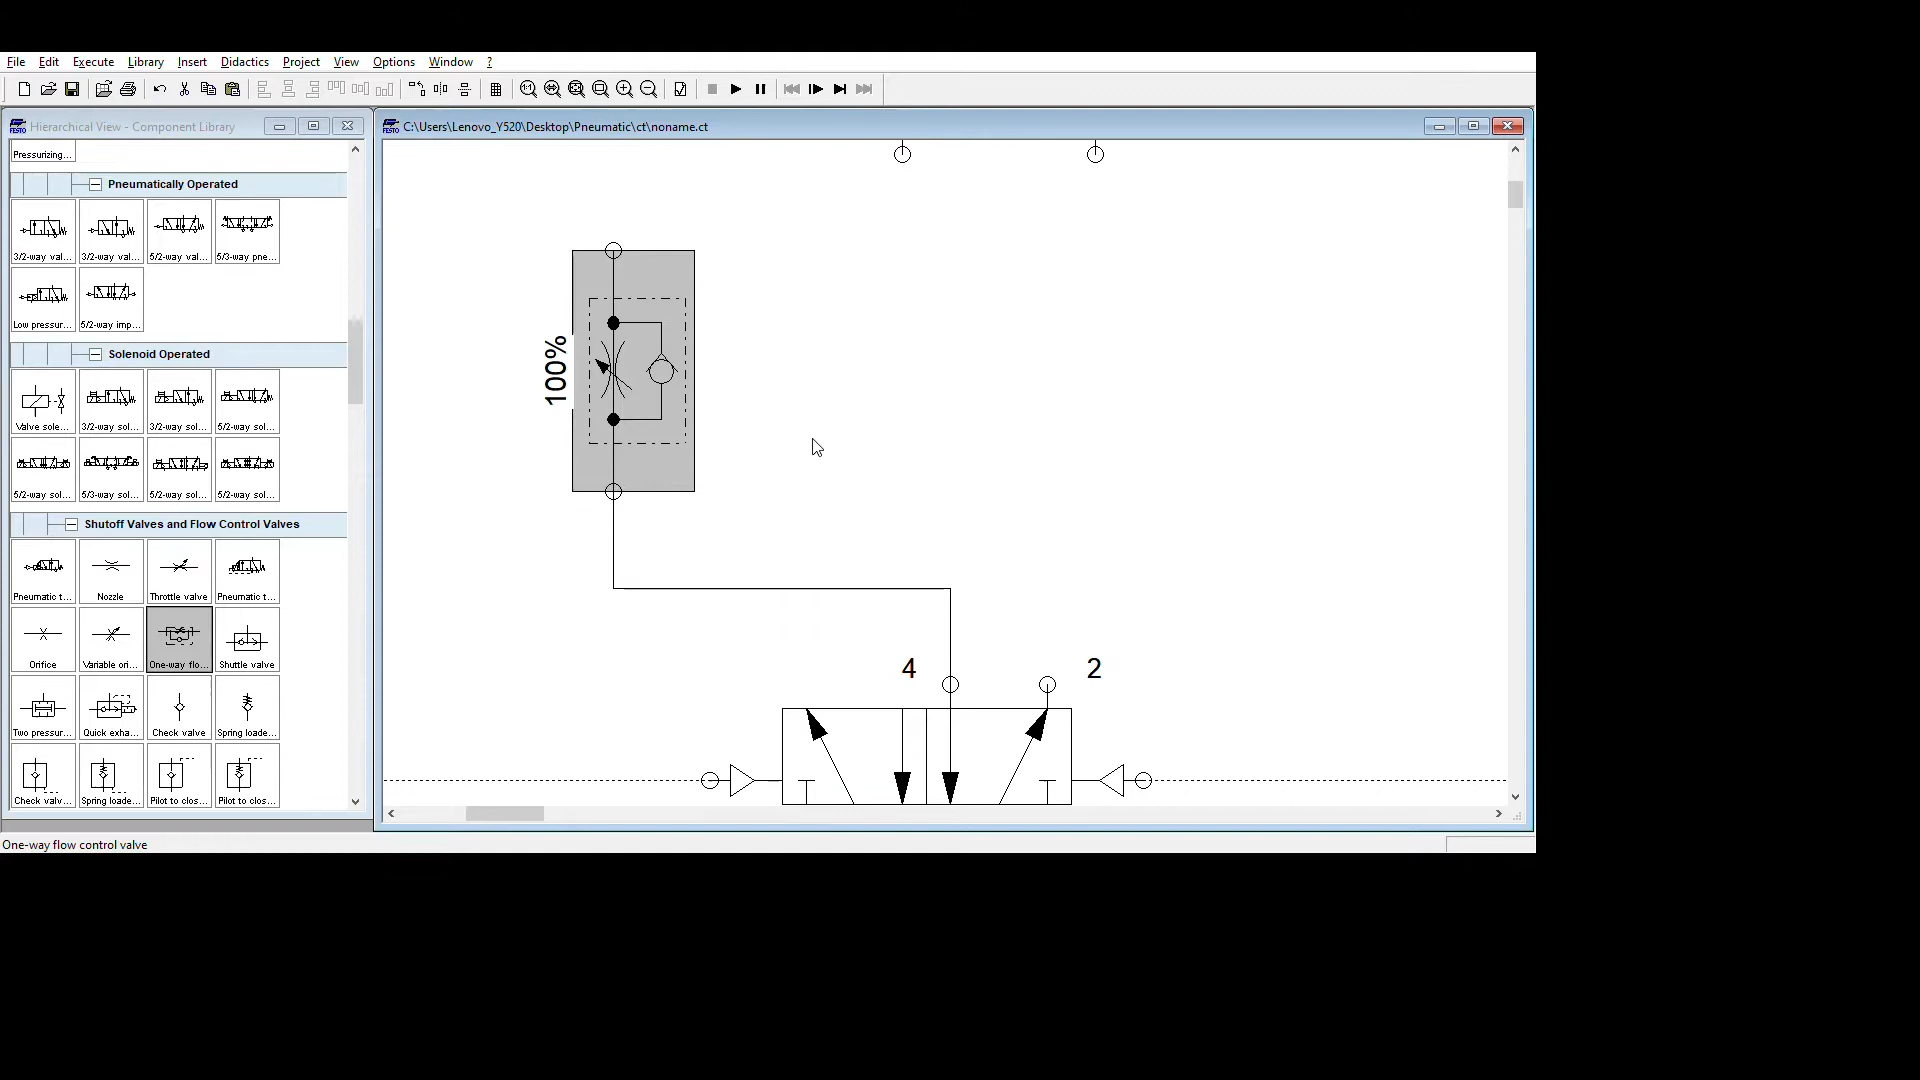 File Edit Execute Library Insert Didactics Project View Options Window ?
FESTO Hierarchical View - Component Library
FESTO C:\Users\Lenovo_Y520\Desktop\Pneumatic\ct\noname.ct
Pressurizing...
Pneumatically Operated
3/2-way val... 3/2-way val... 5/2-way val... 5/3-way pne...
Low pressur... 5/2-way imp...
Solenoid Operated
Valve sole... 3/2-way sol... 3/2-way sol... 5/2-way sol...
5/2-way sol... 5/3-way sol... 5/2-way sol... 5/2-way sol...
Shutoff Valves and Flow Control Valves
Pneumatic t... Nozzle Throttle valve Pneumatic t...
Orifice Variable ori... One-way flo... Shuttle valve
Two pressur... Quick exha... Check valve Spring loade...
Check valv... Spring loade... Pilot to clos... Pilot to clos...
100%
4 2
One-way flow control valve